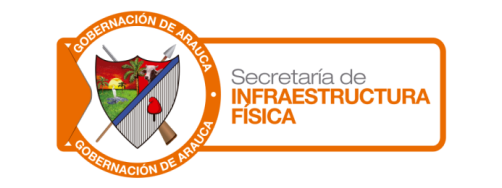 GOBERNACIÓN DE ARAUCA
Secretaría de
INFRAESTRUCTURA
FÍSICA
GOBERNACIÓN DE ARAUCA